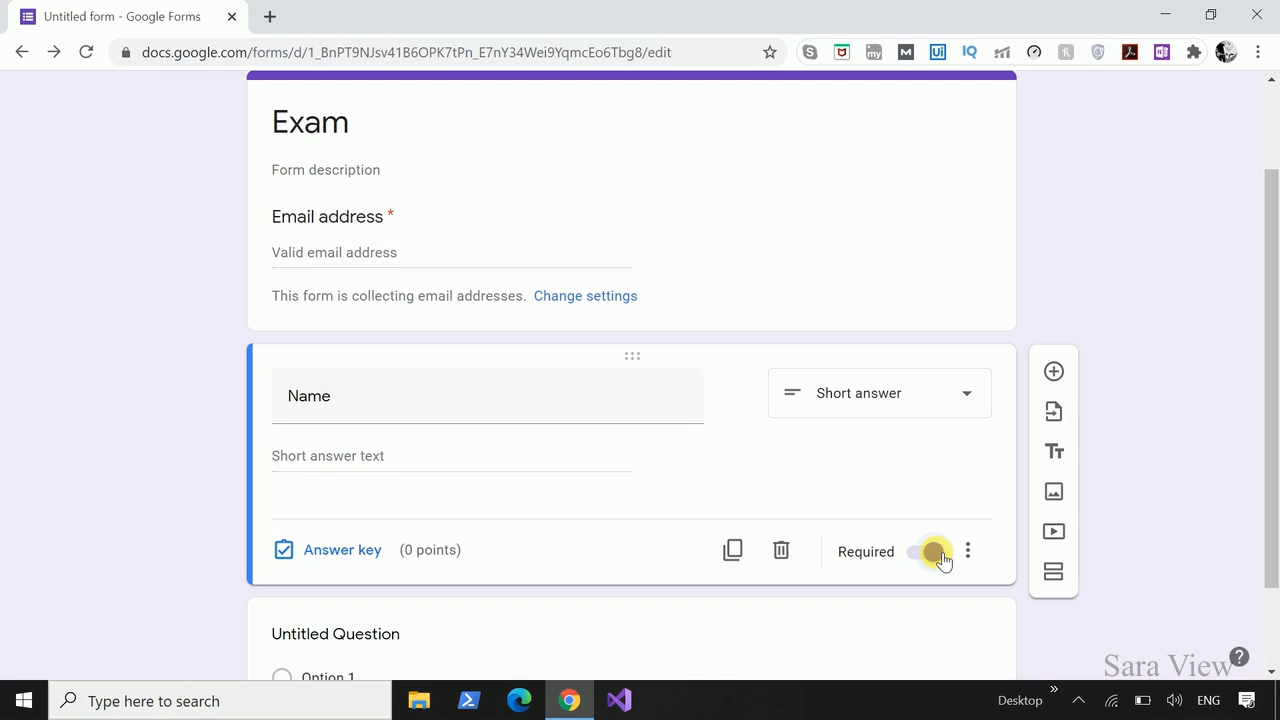 Untitled form - Google Forms
docs.google.com/forms/d/1_BnPT9NJsv41B6OPK7tPn_E7nY34Wei9YqmcEo6Tbg8/edit
Exam
Form description
Email address *
Valid email address
This form is collecting email addresses. Change settings
Name
Short answer
Short answer text
Answer key (0 points)
Required
Untitled Question
Option 1
Sara View
Type here to search
Desktop
ENG